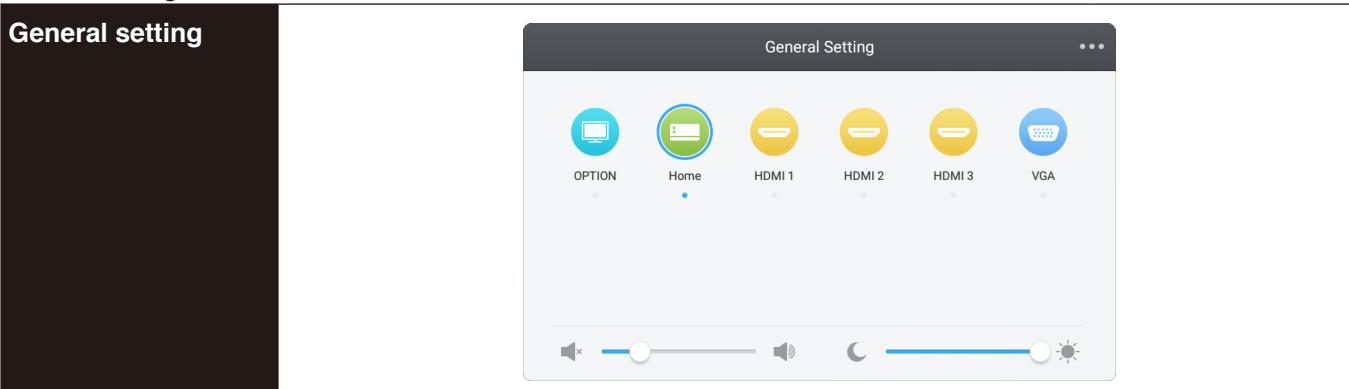 General setting
General Setting
OPTION Home HDMI 1 HDMI 2 HDMI 3 VGA